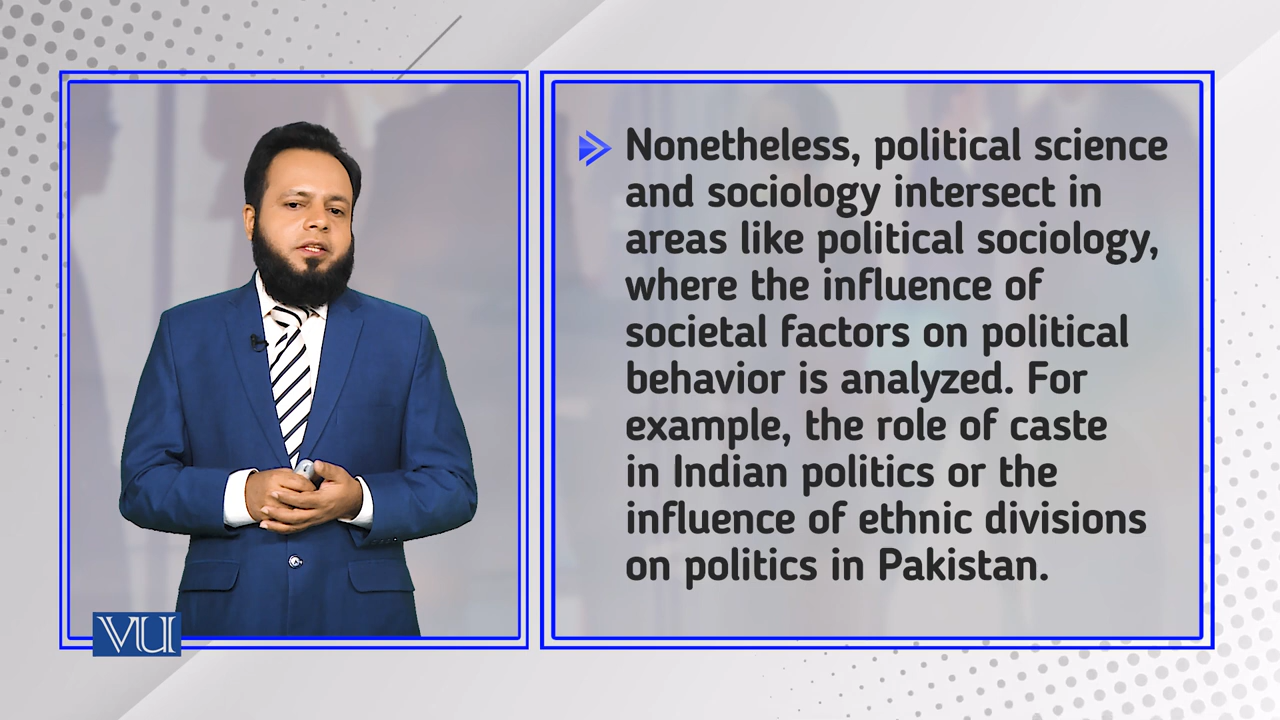 Nonetheless, political science
and sociology intersect in
areas like political sociology,
where the influence of
societal factors on political
behavior is analyzed. For
example, the role of caste
in Indian politics or the
influence of ethnic divisions
on politics in Pakistan.
VU